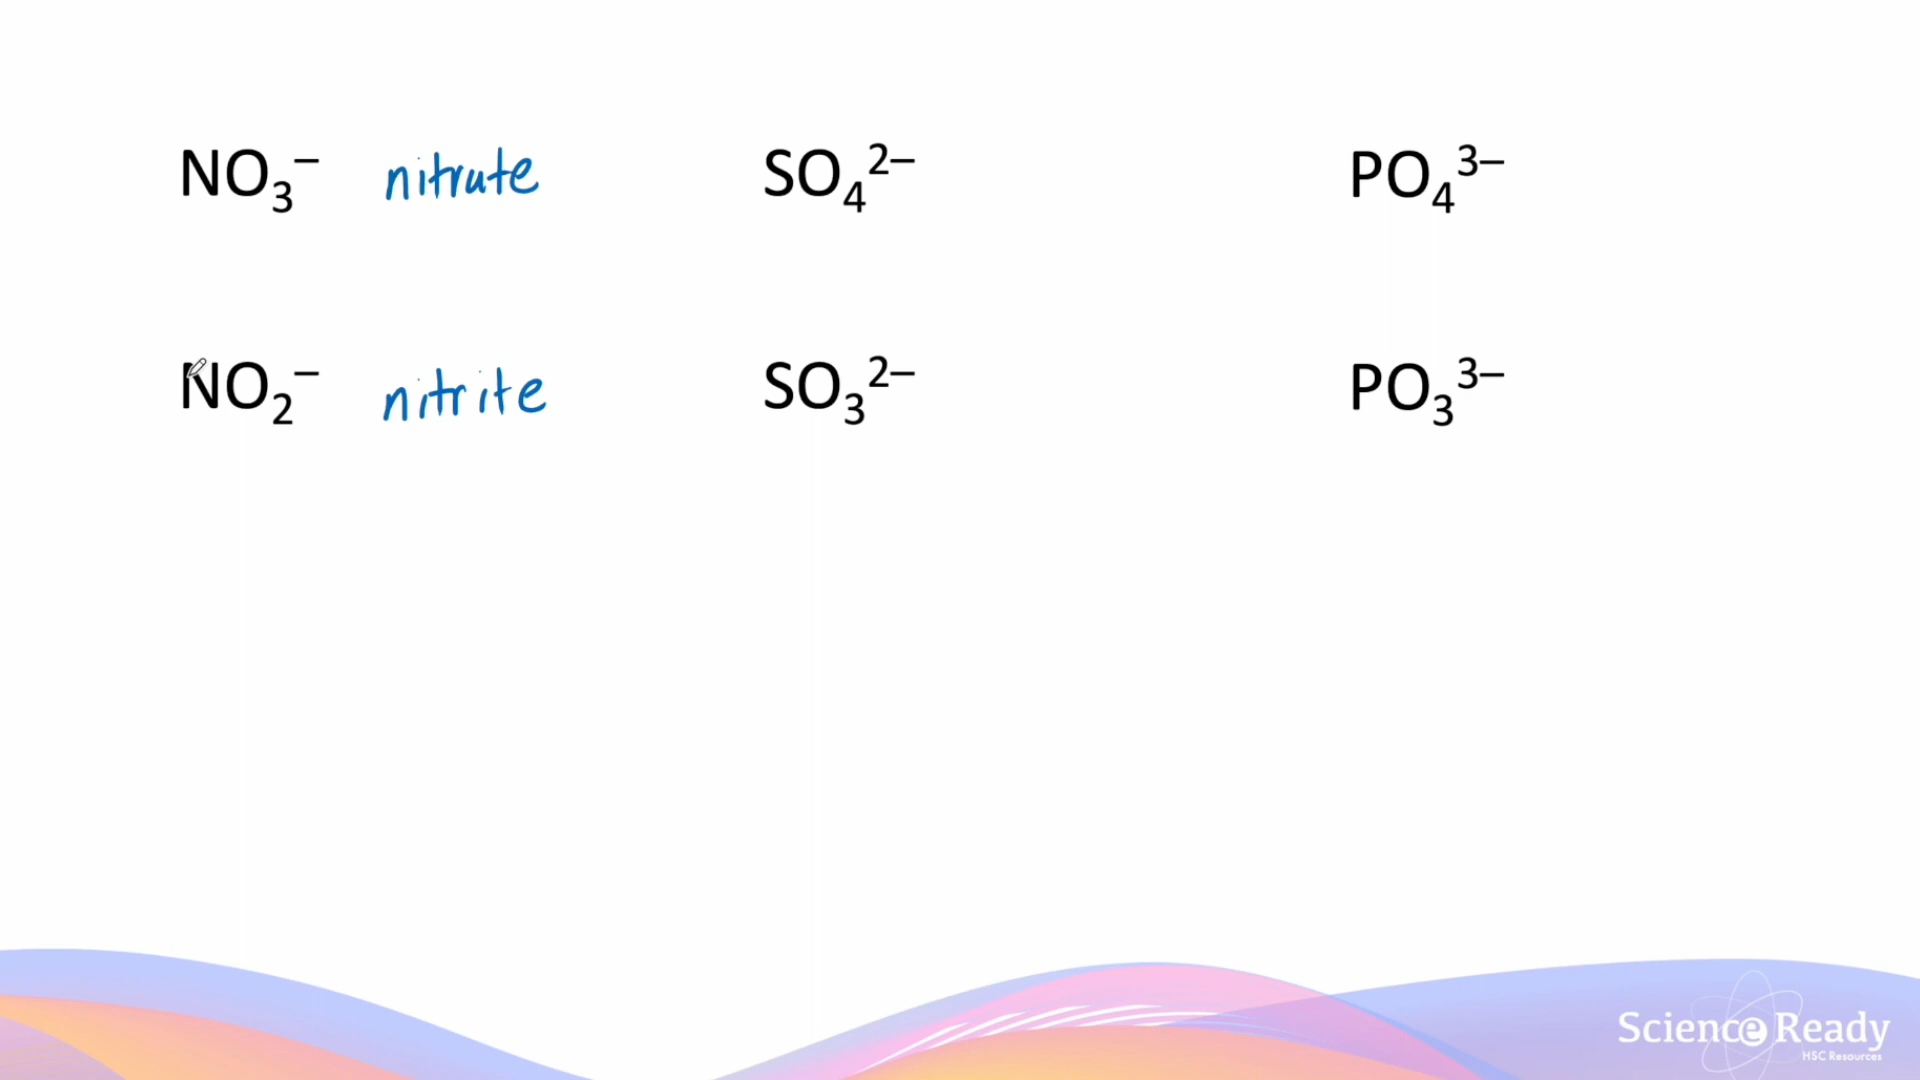 NO₃⁻ nitrate SO₄²⁻ PO₄³⁻
NO₂⁻ nitrite SO₃²⁻ PO₃³⁻
Science Ready
HSC Resources